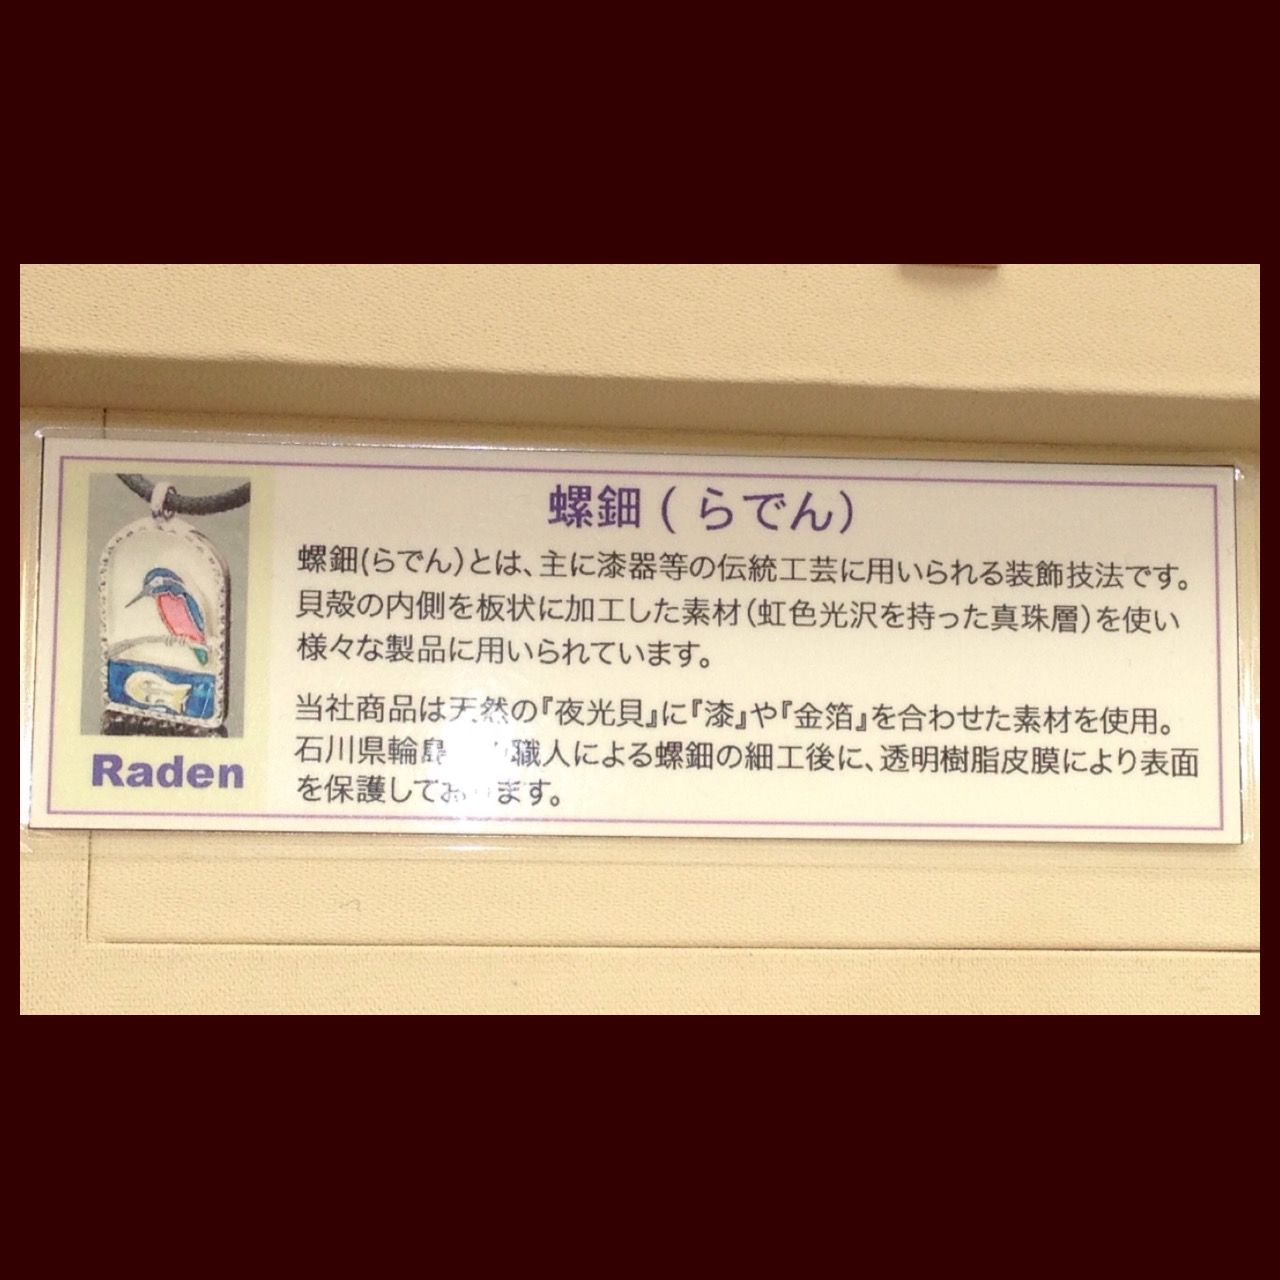 螺鈿 ( らでん)
螺鈿(らでん)とは、主に漆器等の伝統工芸に用いられる装飾技法です。
貝殻の内側を板状に加工した素材(虹色光沢を持った真珠層)を使い
様々な製品に用いられています。
当社商品は天然の『夜光貝』に『漆』や『金箔』を合わせた素材を使用。
石川県輪島 職人による螺鈿の細工後に、透明樹脂皮膜により表面
を保護しております。
Raden